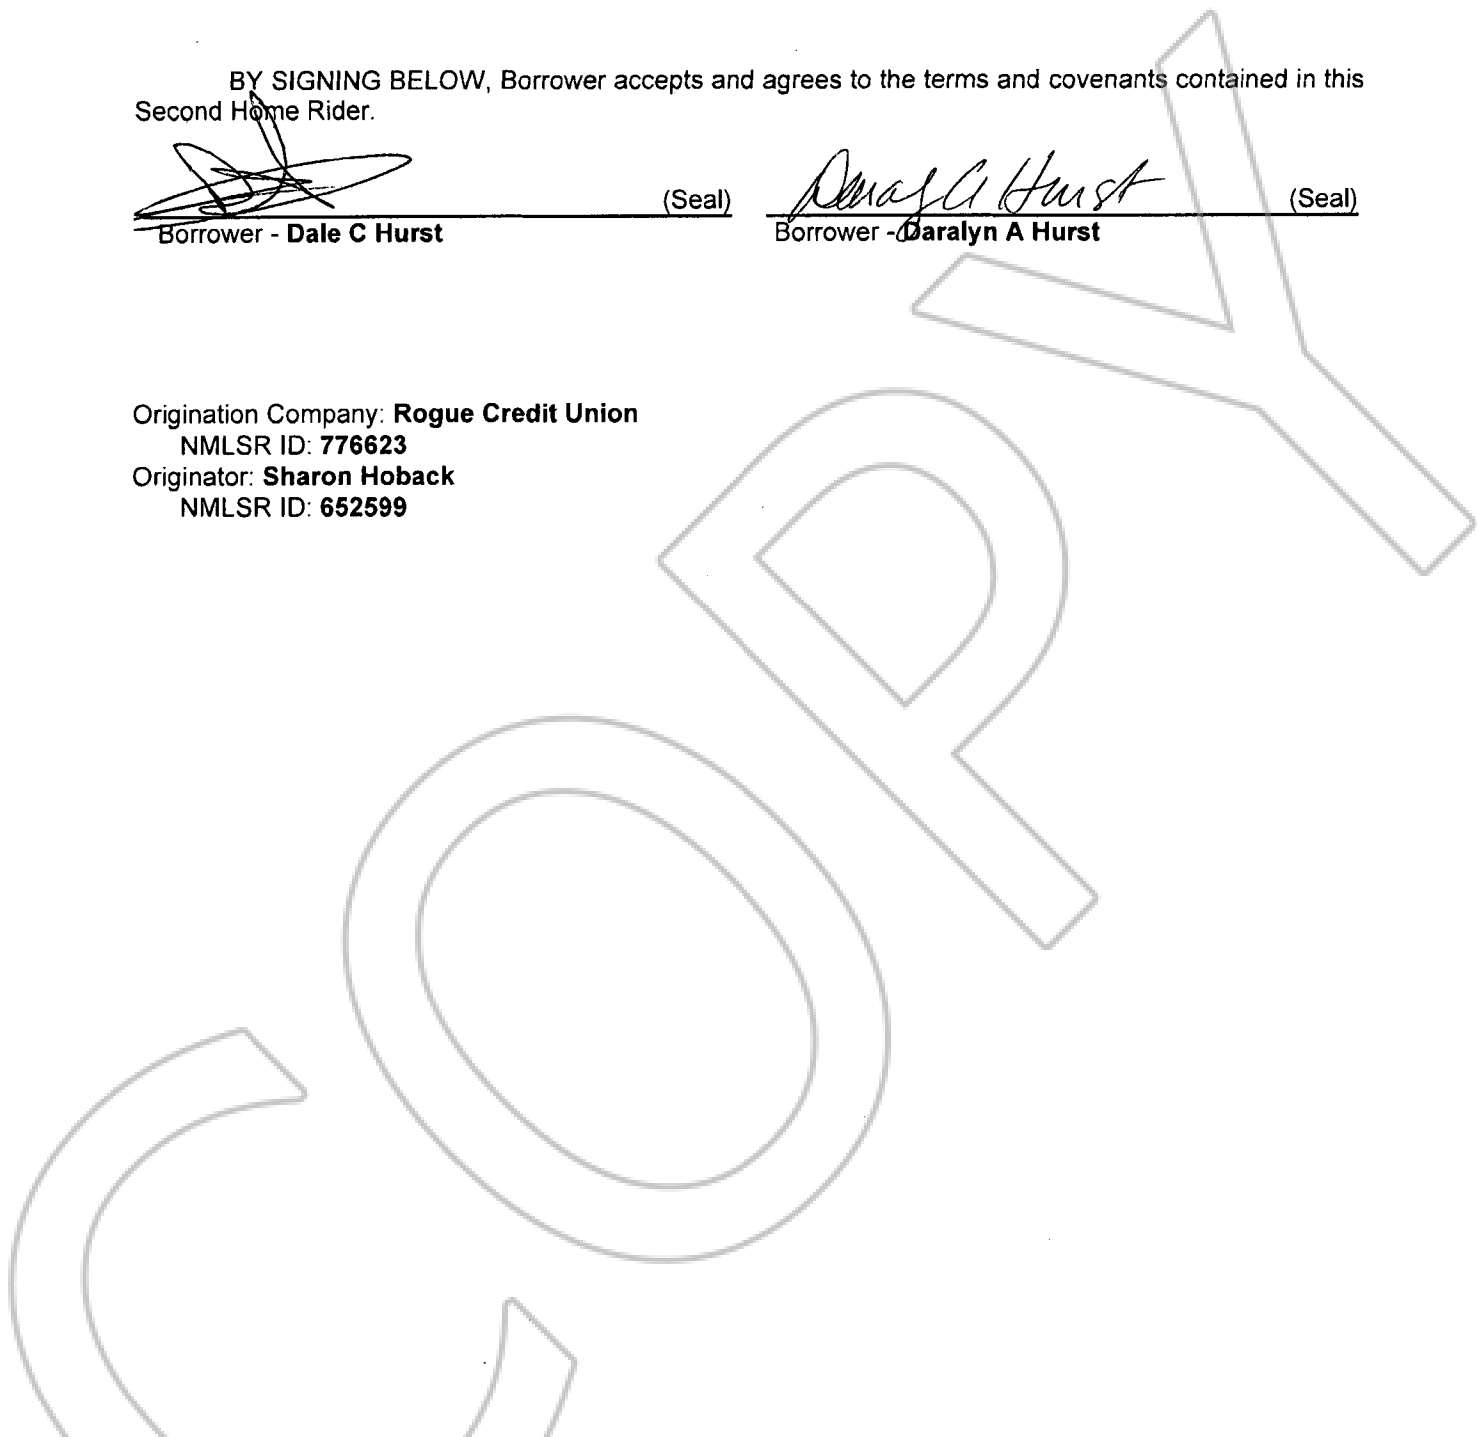 BY SIGNING BELOW, Borrower accepts and agrees to the terms and covenants contained in this
Second Home Rider.
(Seal) Daralyn A Hurst (Seal)
Borrower - Dale C Hurst Borrower - Daralyn A Hurst
Origination Company: Rogue Credit Union
NMLSR ID: 776623
Originator: Sharon Hoback
NMLSR ID: 652599
COPY